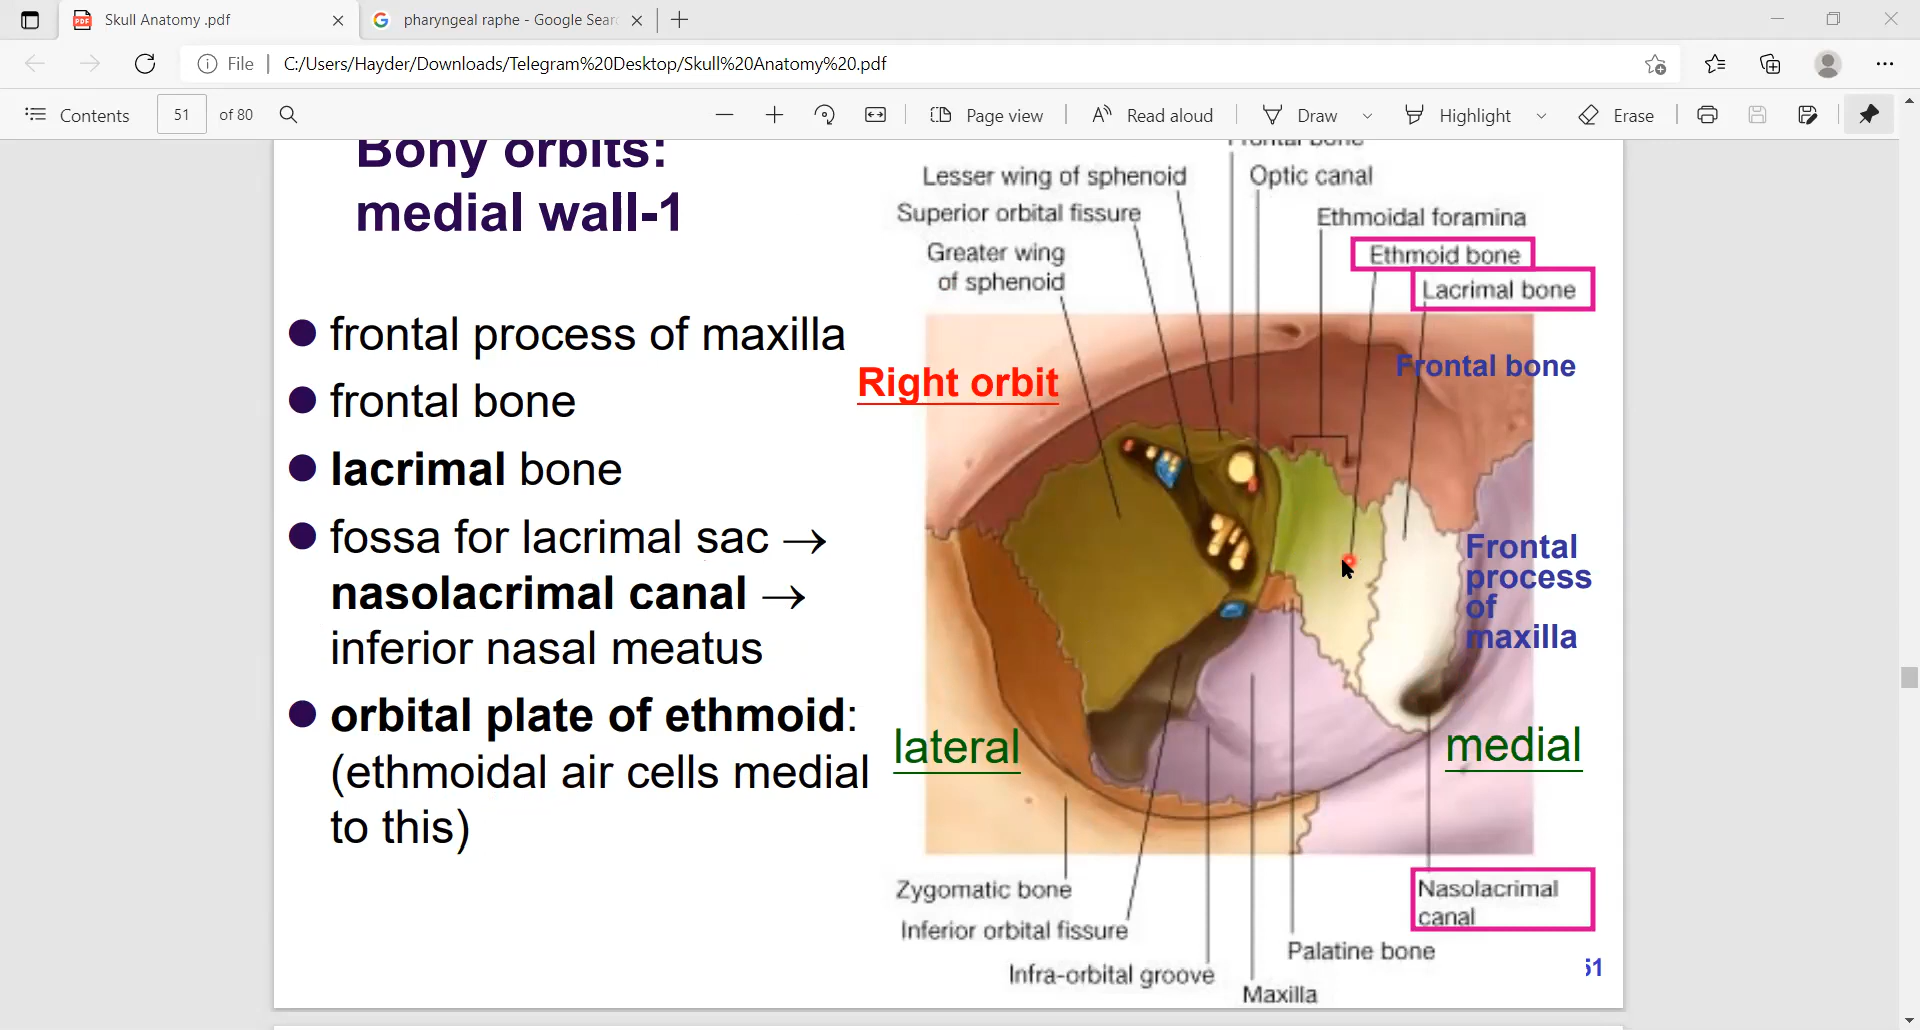 Skull Anatomy .pdf
pharyngeal raphe - Google Sear
File
C:/Users/Hayder/Downloads/Telegram%20Desktop/Skull%20Anatomy%20.pdf
Contents
51
of 80
Page view
Read aloud
Draw
Highlight
Erase
Bony orbits:
medial wall-1
frontal process of maxilla
frontal bone
lacrimal bone
fossa for lacrimal sac →
nasolacrimal canal →
inferior nasal meatus
orbital plate of ethmoid:
(ethmoidal air cells medial
to this)
Frontal bone
Lesser wing of sphenoid
Optic canal
Superior orbital fissure
Ethmoidal foramina
Greater wing
of sphenoid
Ethmoid bone
Lacrimal bone
Right orbit
Frontal bone
Frontal
process
of
maxilla
lateral
medial
Zygomatic bone
Inferior orbital fissure
Infra-orbital groove
Maxilla
Palatine bone
Nasolacrimal
canal
51